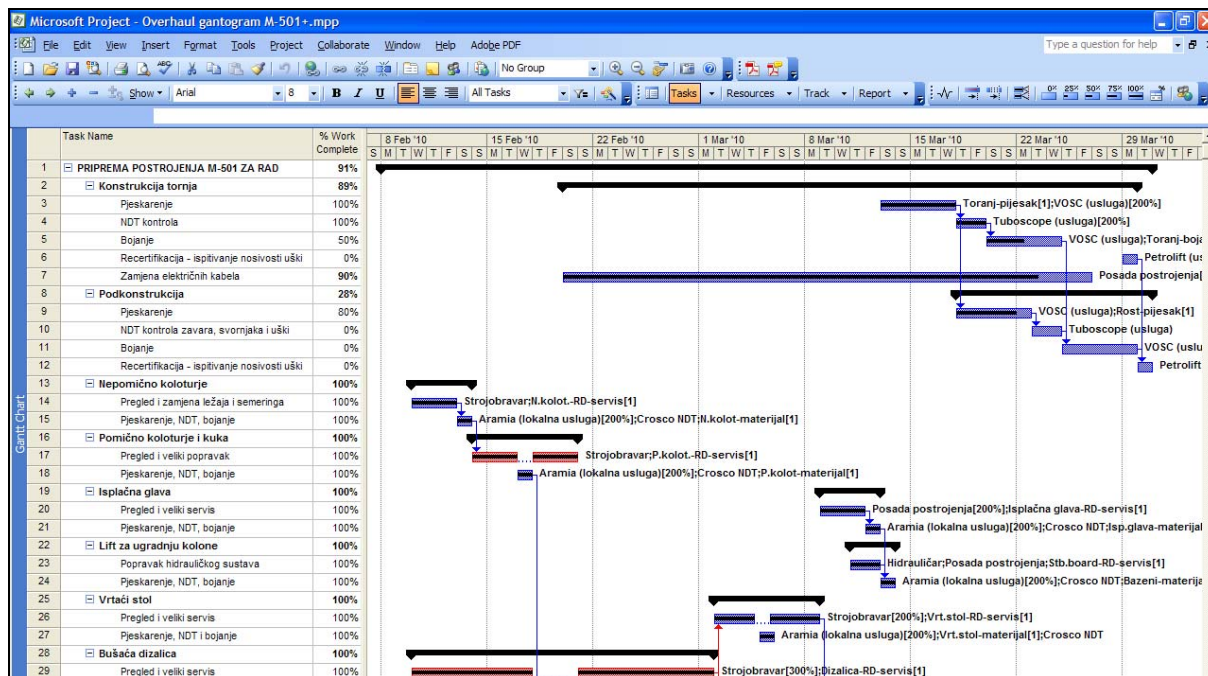 Microsoft Project - Overhaul gantogram M-501+.mpp
File Edit View Insert Format Tools Project Collaborate Window Help Adobe PDF Type a question for help
No Group
Show Arial 8 B I U All Tasks Tasks Resources Track Report 0% 25% 50% 75% 100%
Task Name % Work Complete 8 Feb '10 15 Feb '10 22 Feb '10 1 Mar '10 8 Mar '10 15 Mar '10 22 Mar '10 29 Mar '10
S M T W T F S S M T W T F S S M T W T F S S M T W T F S S M T W T F S S M T W T F S S M T W T F S S M T W T F
1 PRIPREMA POSTROJENJA M-501 ZA RAD 91%
2 Konstrukcija tornja 89%
3 Pjeskarenje 100% Toranj-pijesak[1];VOSC (usluga)[200%]
4 NDT kontrola 100% Tuboscope (usluga)[200%]
5 Bojanje 50% VOSC (usluga);Toranj-boja
6 Recertifikacija - ispitivanje nosivosti uški 0% Petrolift (us
7 Zamjena električnih kabela 90% Posada postrojenja[
8 Podkonstrukcija 28%
9 Pjeskarenje 80% VOSC (usluga);Rost-pijesak[1]
10 NDT kontrola zavara, svornjaka i uški 0% Tuboscope (usluga)
11 Bojanje 0% VOSC (uslu
12 Recertifikacija - ispitivanje nosivosti uški 0% Petrolift
13 Nepomično koloturje 100%
14 Pregled i zamjena ležaja i semeringa 100% Strojobravar;N.kolot.-RD-servis[1]
15 Pjeskarenje, NDT, bojanje 100% Aramia (lokalna usluga)[200%];Crosco NDT;N.kolot-materijal[1]
16 Pomično koloturje i kuka 100%
17 Pregled i veliki popravak 100% Strojobravar;P.kolot.-RD-servis[1]
18 Pjeskarenje, NDT, bojanje 100% Aramia (lokalna usluga)[200%];Crosco NDT;P.kolot-materijal[1]
19 Isplačna glava 100%
20 Pregled i veliki servis 100% Posada postrojenja[200%];Isplačna glava-RD-servis[1]
21 Pjeskarenje, NDT, bojanje 100% Aramia (lokalna usluga)[200%];Crosco NDT;Isp.glava-materijal
22 Lift za ugradnju kolone 100%
23 Popravak hidrauličkog sustava 100% Hidrauličar;Posada postrojenja;Stb.board-RD-servis[1]
24 Pjeskarenje, NDT, bojanje 100% Aramia (lokalna usluga)[200%];Crosco NDT;Bazeni-materija
25 Vrtaći stol 100%
26 Pregled i veliki servis 100% Strojobravar[200%];Vrt.stol-RD-servis[1]
27 Pjeskarenje, NDT i bojanje 100% Aramia (lokalna usluga)[200%];Vrt.stol-materijal[1];Crosco NDT
28 Bušaća dizalica 100%
29 Pregled i veliki servis 100% Strojobravar[300%];Dizalica-RD-servis[1]
Gantt Chart